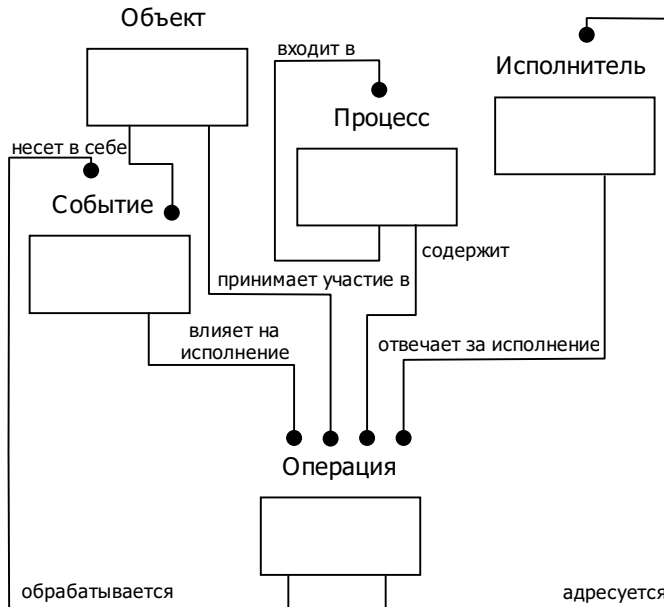 Объект
входит в
Исполнитель
Процесс
несет в себе
Событие
содержит
принимает участие в
влияет на
исполнение
отвечает за исполнение
Операция
обрабатывается
адресуется